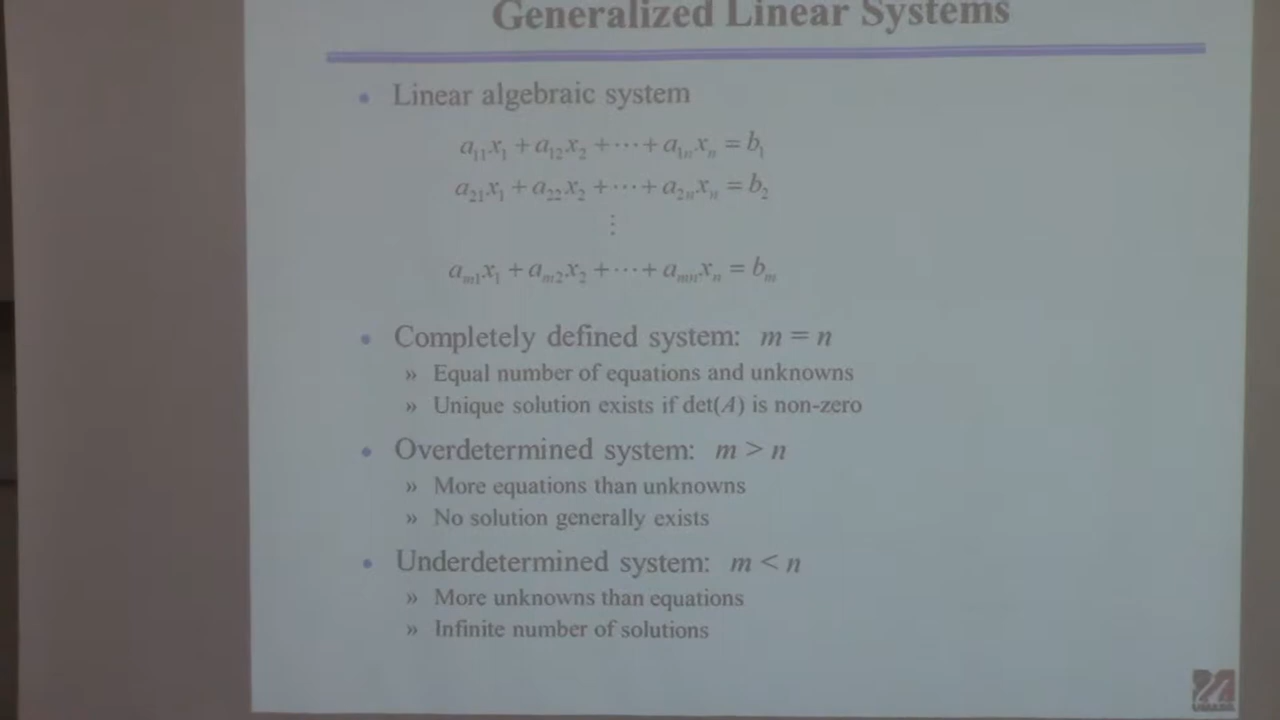 Generalized Linear Systems
• Linear algebraic system
a₁₁x₁ + a₁₂x₂ + ⋯ + a₁ₙxₙ = b₁
a₂₁x₁ + a₂₂x₂ + ⋯ + a₂ₙxₙ = b₂
⋮
aₘ₁x₁ + aₘ₂x₂ + ⋯ + aₘₙxₙ = bₘ
• Completely defined system: m = n
» Equal number of equations and unknowns
» Unique solution exists if det(A) is non-zero
• Overdetermined system: m > n
» More equations than unknowns
» No solution generally exists
• Underdetermined system: m < n
» More unknowns than equations
» Infinite number of solutions